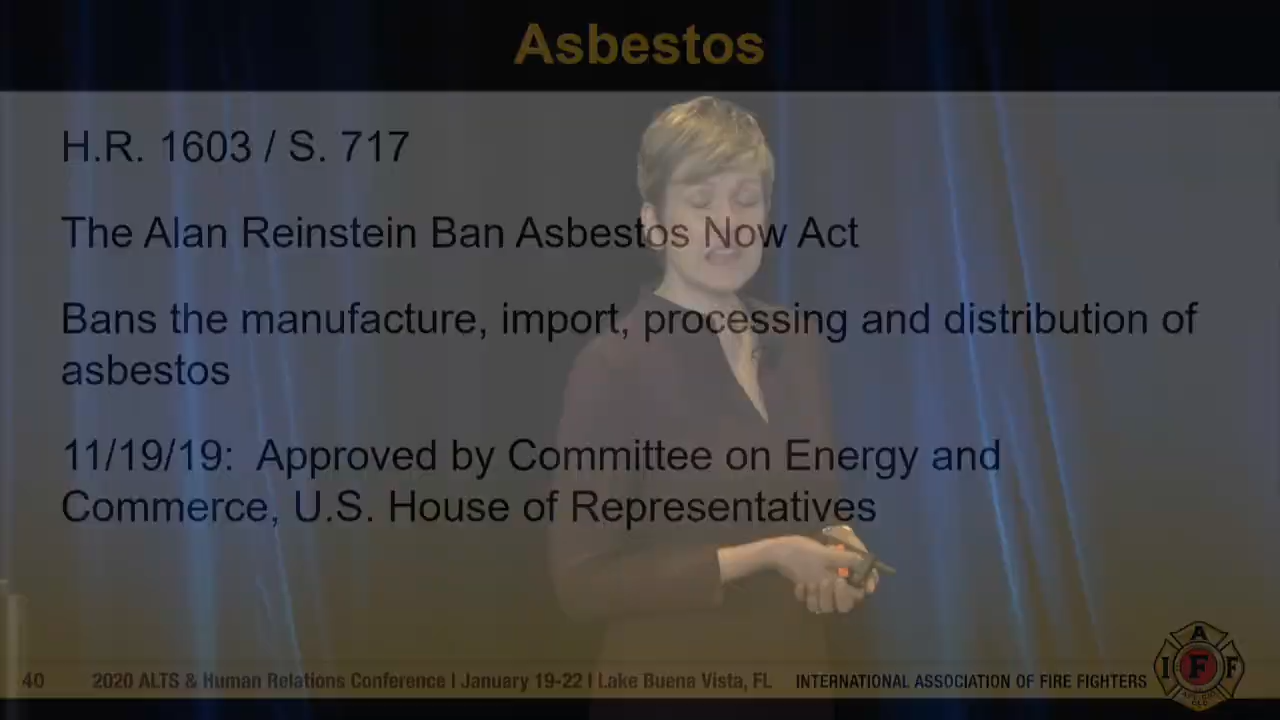 Asbestos
H.R. 1603 / S. 717
The Alan Reinstein Ban Asbestos Now Act
Bans the manufacture, import, processing and distribution of
asbestos
11/19/19: Approved by Committee on Energy and
Commerce, U.S. House of Representatives
40 2020 ALTS & Human Relations Conference | January 19-22 | Lake Buena Vista, FL INTERNATIONAL ASSOCIATION OF FIRE FIGHTERS
A
I F F